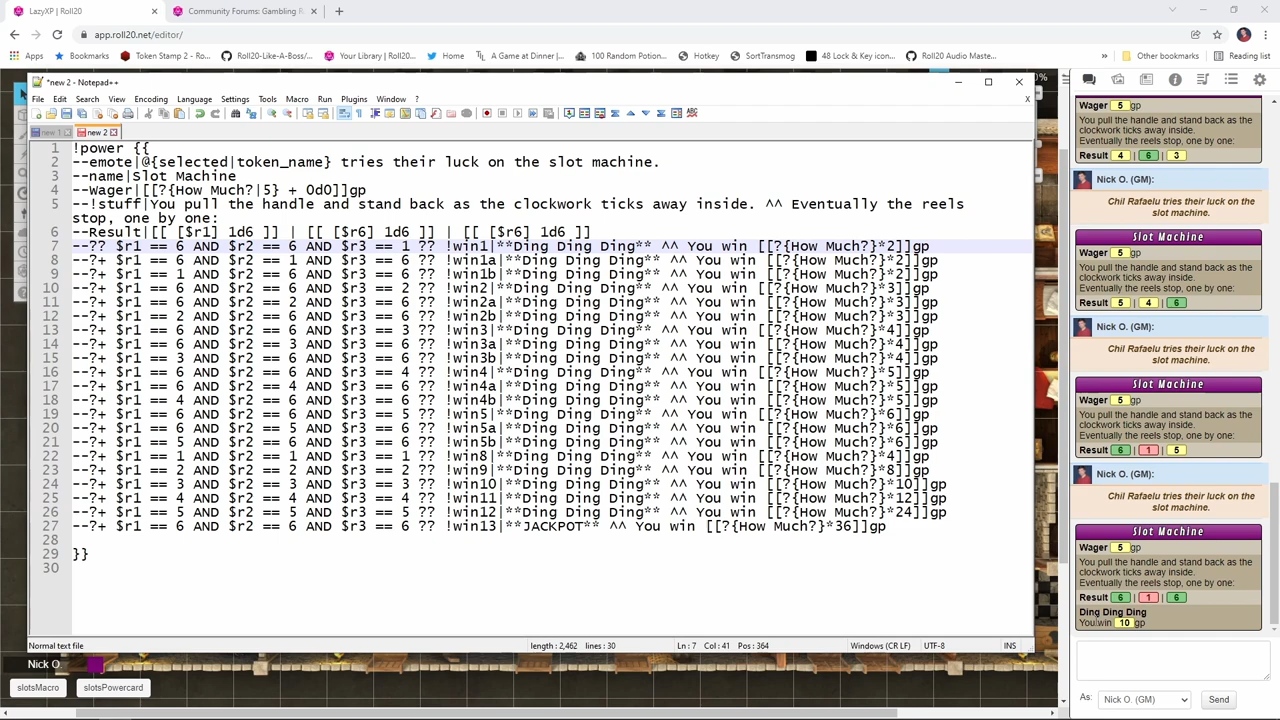 LazyXP | Roll20
Community Forums: Gambling R
app.roll20.net/editor/
Apps
Bookmarks
Token Stamp 2 - Ro...
Roll20-Like-A-Boss/...
Your Library | Roll20...
Home
A Game at Dinner |...
100 Random Potion...
Hotkey
SortTransmog
48 Lock & Key icon...
Roll20 Audio Maste...
»
Other bookmarks
Reading list
*new 2 - Notepad++
File Edit Search View Encoding Language Settings Tools Macro Run Plugins Window ?
X
new 1
new 2
1 !power {{
2 --emote|@{selected|token_name} tries their luck on the slot machine.
3 --name|Slot Machine
4 --Wager|[[?{How Much?|5} + 0d0]]gp
5 --!stuff|You pull the handle and stand back as the clockwork ticks away inside. ^^ Eventually the reels
stop, one by one:
6 --Result|[[ [$r1] 1d6 ]] | [[ [$r6] 1d6 ]] | [[ [$r6] 1d6 ]]
7 --?? $r1 == 6 AND $r2 == 6 AND $r3 == 1 ?? !win1|**Ding Ding Ding** ^^ You win [[?{How Much?}*2]]gp
8 --?+ $r1 == 6 AND $r2 == 1 AND $r3 == 6 ?? !win1a|**Ding Ding Ding** ^^ You win [[?{How Much?}*2]]gp
9 --?+ $r1 == 1 AND $r2 == 6 AND $r3 == 6 ?? !win1b|**Ding Ding Ding** ^^ You win [[?{How Much?}*2]]gp
10 --?+ $r1 == 6 AND $r2 == 6 AND $r3 == 2 ?? !win2|**Ding Ding Ding** ^^ You win [[?{How Much?}*3]]gp
11 --?+ $r1 == 6 AND $r2 == 2 AND $r3 == 6 ?? !win2a|**Ding Ding Ding** ^^ You win [[?{How Much?}*3]]gp
12 --?+ $r1 == 2 AND $r2 == 6 AND $r3 == 6 ?? !win2b|**Ding Ding Ding** ^^ You win [[?{How Much?}*3]]gp
13 --?+ $r1 == 6 AND $r2 == 6 AND $r3 == 3 ?? !win3|**Ding Ding Ding** ^^ You win [[?{How Much?}*4]]gp
14 --?+ $r1 == 6 AND $r2 == 3 AND $r3 == 6 ?? !win3a|**Ding Ding Ding** ^^ You win [[?{How Much?}*4]]gp
15 --?+ $r1 == 3 AND $r2 == 6 AND $r3 == 6 ?? !win3b|**Ding Ding Ding** ^^ You win [[?{How Much?}*4]]gp
16 --?+ $r1 == 6 AND $r2 == 6 AND $r3 == 4 ?? !win4|**Ding Ding Ding** ^^ You win [[?{How Much?}*5]]gp
17 --?+ $r1 == 6 AND $r2 == 4 AND $r3 == 6 ?? !win4a|**Ding Ding Ding** ^^ You win [[?{How Much?}*5]]gp
18 --?+ $r1 == 4 AND $r2 == 6 AND $r3 == 6 ?? !win4b|**Ding Ding Ding** ^^ You win [[?{How Much?}*5]]gp
19 --?+ $r1 == 6 AND $r2 == 6 AND $r3 == 5 ?? !win5|**Ding Ding Ding** ^^ You win [[?{How Much?}*6]]gp
20 --?+ $r1 == 6 AND $r2 == 5 AND $r3 == 6 ?? !win5a|**Ding Ding Ding** ^^ You win [[?{How Much?}*6]]gp
21 --?+ $r1 == 5 AND $r2 == 6 AND $r3 == 6 ?? !win5b|**Ding Ding Ding** ^^ You win [[?{How Much?}*6]]gp
22 --?+ $r1 == 1 AND $r2 == 1 AND $r3 == 1 ?? !win8|**Ding Ding Ding** ^^ You win [[?{How Much?}*4]]gp
23 --?+ $r1 == 2 AND $r2 == 2 AND $r3 == 2 ?? !win9|**Ding Ding Ding** ^^ You win [[?{How Much?}*8]]gp
24 --?+ $r1 == 3 AND $r2 == 3 AND $r3 == 3 ?? !win10|**Ding Ding Ding** ^^ You win [[?{How Much?}*10]]gp
25 --?+ $r1 == 4 AND $r2 == 4 AND $r3 == 4 ?? !win11|**Ding Ding Ding** ^^ You win [[?{How Much?}*12]]gp
26 --?+ $r1 == 5 AND $r2 == 5 AND $r3 == 5 ?? !win12|**Ding Ding Ding** ^^ You win [[?{How Much?}*24]]gp
27 --?+ $r1 == 6 AND $r2 == 6 AND $r3 == 6 ?? !win13|**JACKPOT** ^^ You win [[?{How Much?}*36]]gp
28
29 }}
30
Normal text file
length : 2,462 lines : 30
Ln : 7 Col : 41 Pos : 364
Windows (CR LF)
UTF-8
INS
Nick O.
slotsMacro
slotsPowercard
Wager 5 gp
You pull the handle and stand back as the
clockwork ticks away inside.
Eventually the reels stop, one by one:
Result 4 | 6 | 3
Nick O. (GM):
Chil Rafaelu tries their luck on the
slot machine.
Slot Machine
Wager 5 gp
You pull the handle and stand back as the
clockwork ticks away inside.
Eventually the reels stop, one by one:
Result 5 | 4 | 6
Nick O. (GM):
Chil Rafaelu tries their luck on the
slot machine.
Slot Machine
Wager 5 gp
You pull the handle and stand back as the
clockwork ticks away inside.
Eventually the reels stop, one by one:
Result 6 | 1 | 5
Nick O. (GM):
Chil Rafaelu tries their luck on the
slot machine.
Slot Machine
Wager 5 gp
You pull the handle and stand back as the
clockwork ticks away inside.
Eventually the reels stop, one by one:
Result 6 | 1 | 6
Ding Ding Ding
You win 10 gp
As: Nick O. (GM)
Send